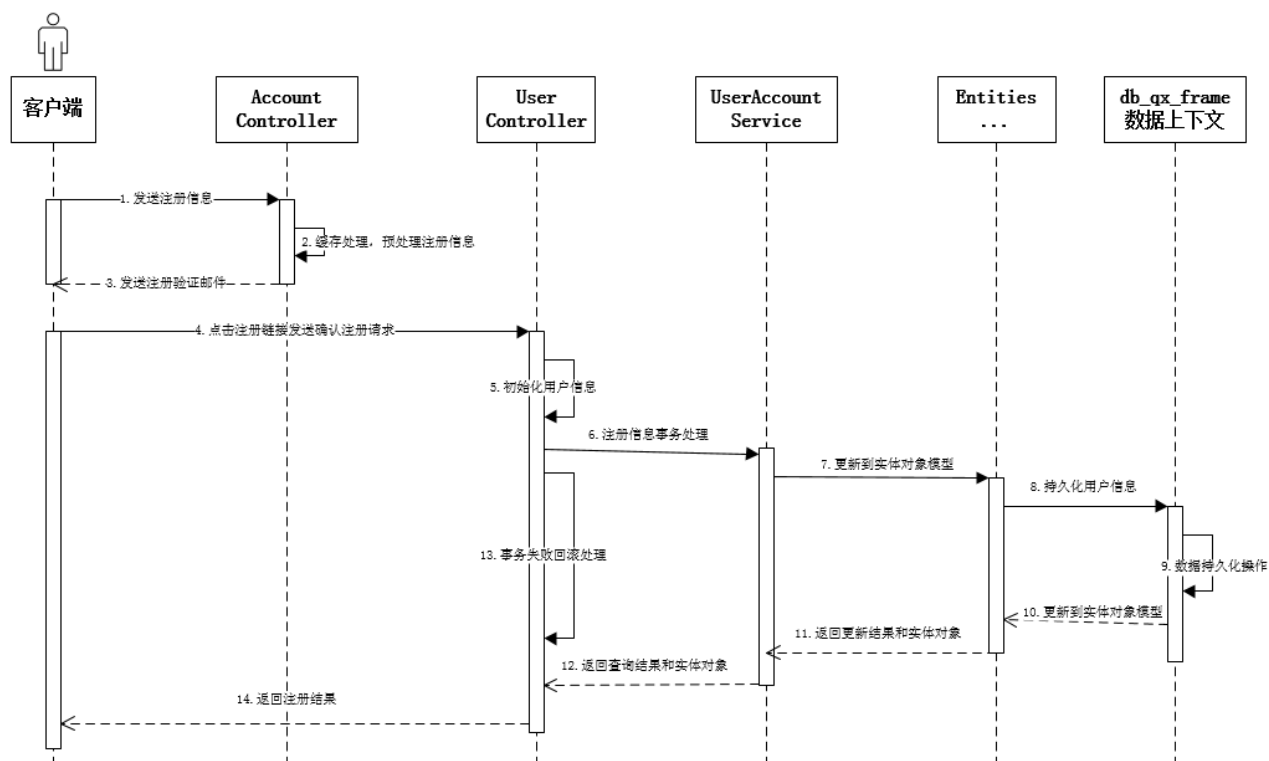 客户端
Account
Controller
User
Controller
UserAccount
Service
Entities
...
db_qx_frame
数据上下文
1.发送注册信息
2.缓存处理，预处理注册信息
3.发送注册验证邮件
4.点击注册链接发送确认注册请求
5.初始化用户信息
6.注册信息事务处理
7.更新到实体对象模型
8.持久化用户信息
9.数据持久化操作
13.事务失败回滚处理
10.更新到实体对象模型
11.返回更新结果和实体对象
12.返回查询结果和实体对象
14.返回注册结果